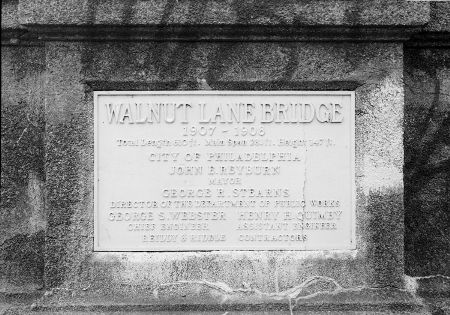 WALNUT LANE BRIDGE
1907 - 1908
Total Length 610 ft. Main Span 284 ft. Height 147 ft.
CITY OF PHILADELPHIA
JOHN E. REYBURN
MAYOR
GEORGE R. STEARNS
DIRECTOR OF THE DEPARTMENT OF PUBLIC WORKS
GEORGE S. WEBSTER HENRY H. QUIMBY
CHIEF ENGINEER ASSISTANT ENGINEER
REILLY & RIDDLE CONTRACTORS